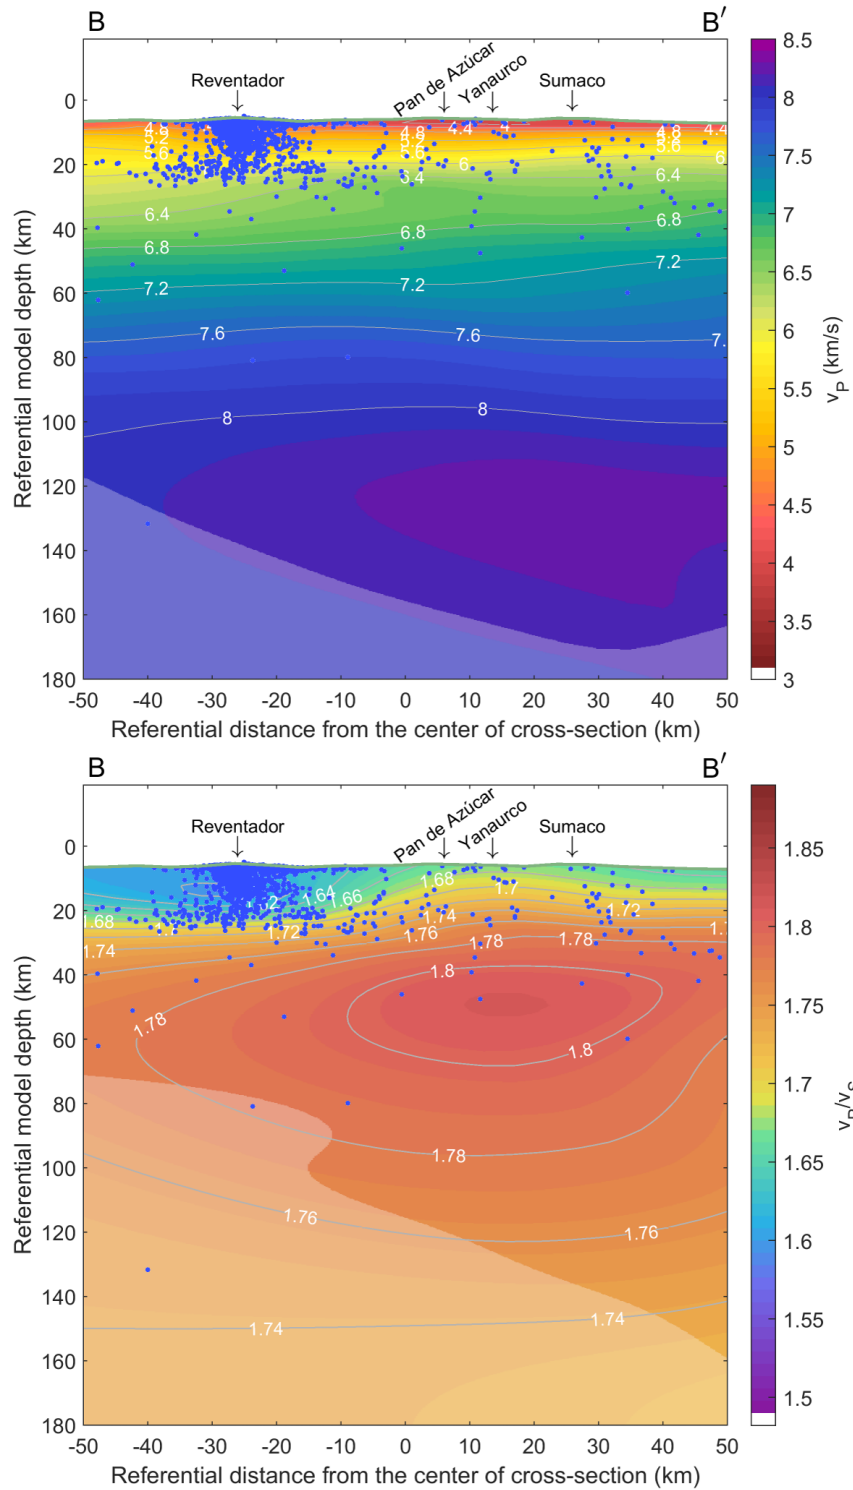 B B′
Reventador
Pan de Azúcar
Yanaurco
Sumaco
0
20
40
60
80
100
120
140
160
180
Referential model depth (km)
4.8 4.8 4.4 4 4.8 4.4
5.2 5.2
5.6 5.6 5.6
6 6
6.4 6.4
6.4
6.8 6.8 6.8
7.2 7.2 7.2
7.6 7.6 7.
8 8
-50 -40 -30 -20 -10 0 10 20 30 40 50
Referential distance from the center of cross-section (km)
8.5
8
7.5
7
6.5
6
5.5
5
4.5
4
3.5
3
vP (km/s)
B B′
Reventador
Pan de Azúcar
Yanaurco
Sumaco
0
20
40
60
80
100
120
140
160
180
Referential model depth (km)
1.64 1.68 1.7
1.66
1.68 1.72 1.74 1.72
1.74 1.76 1.78 1.78
1.8
1.78
1.8
1.78
1.76 1.76
1.74 1.74
-50 -40 -30 -20 -10 0 10 20 30 40 50
Referential distance from the center of cross-section (km)
1.85
1.8
1.75
1.7
1.65
1.6
1.55
1.5
vP/vS